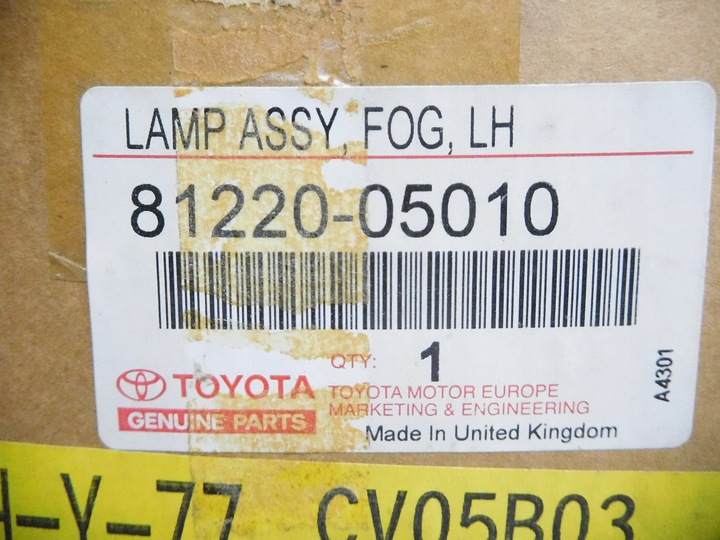 LAMP ASSY, FOG, LH
81220-05010
QTY: 1
TOYOTA
GENUINE PARTS
TOYOTA MOTOR EUROPE
MARKETING & ENGINEERING
Made In United Kingdom
A4301
-Y-77 CV05B03